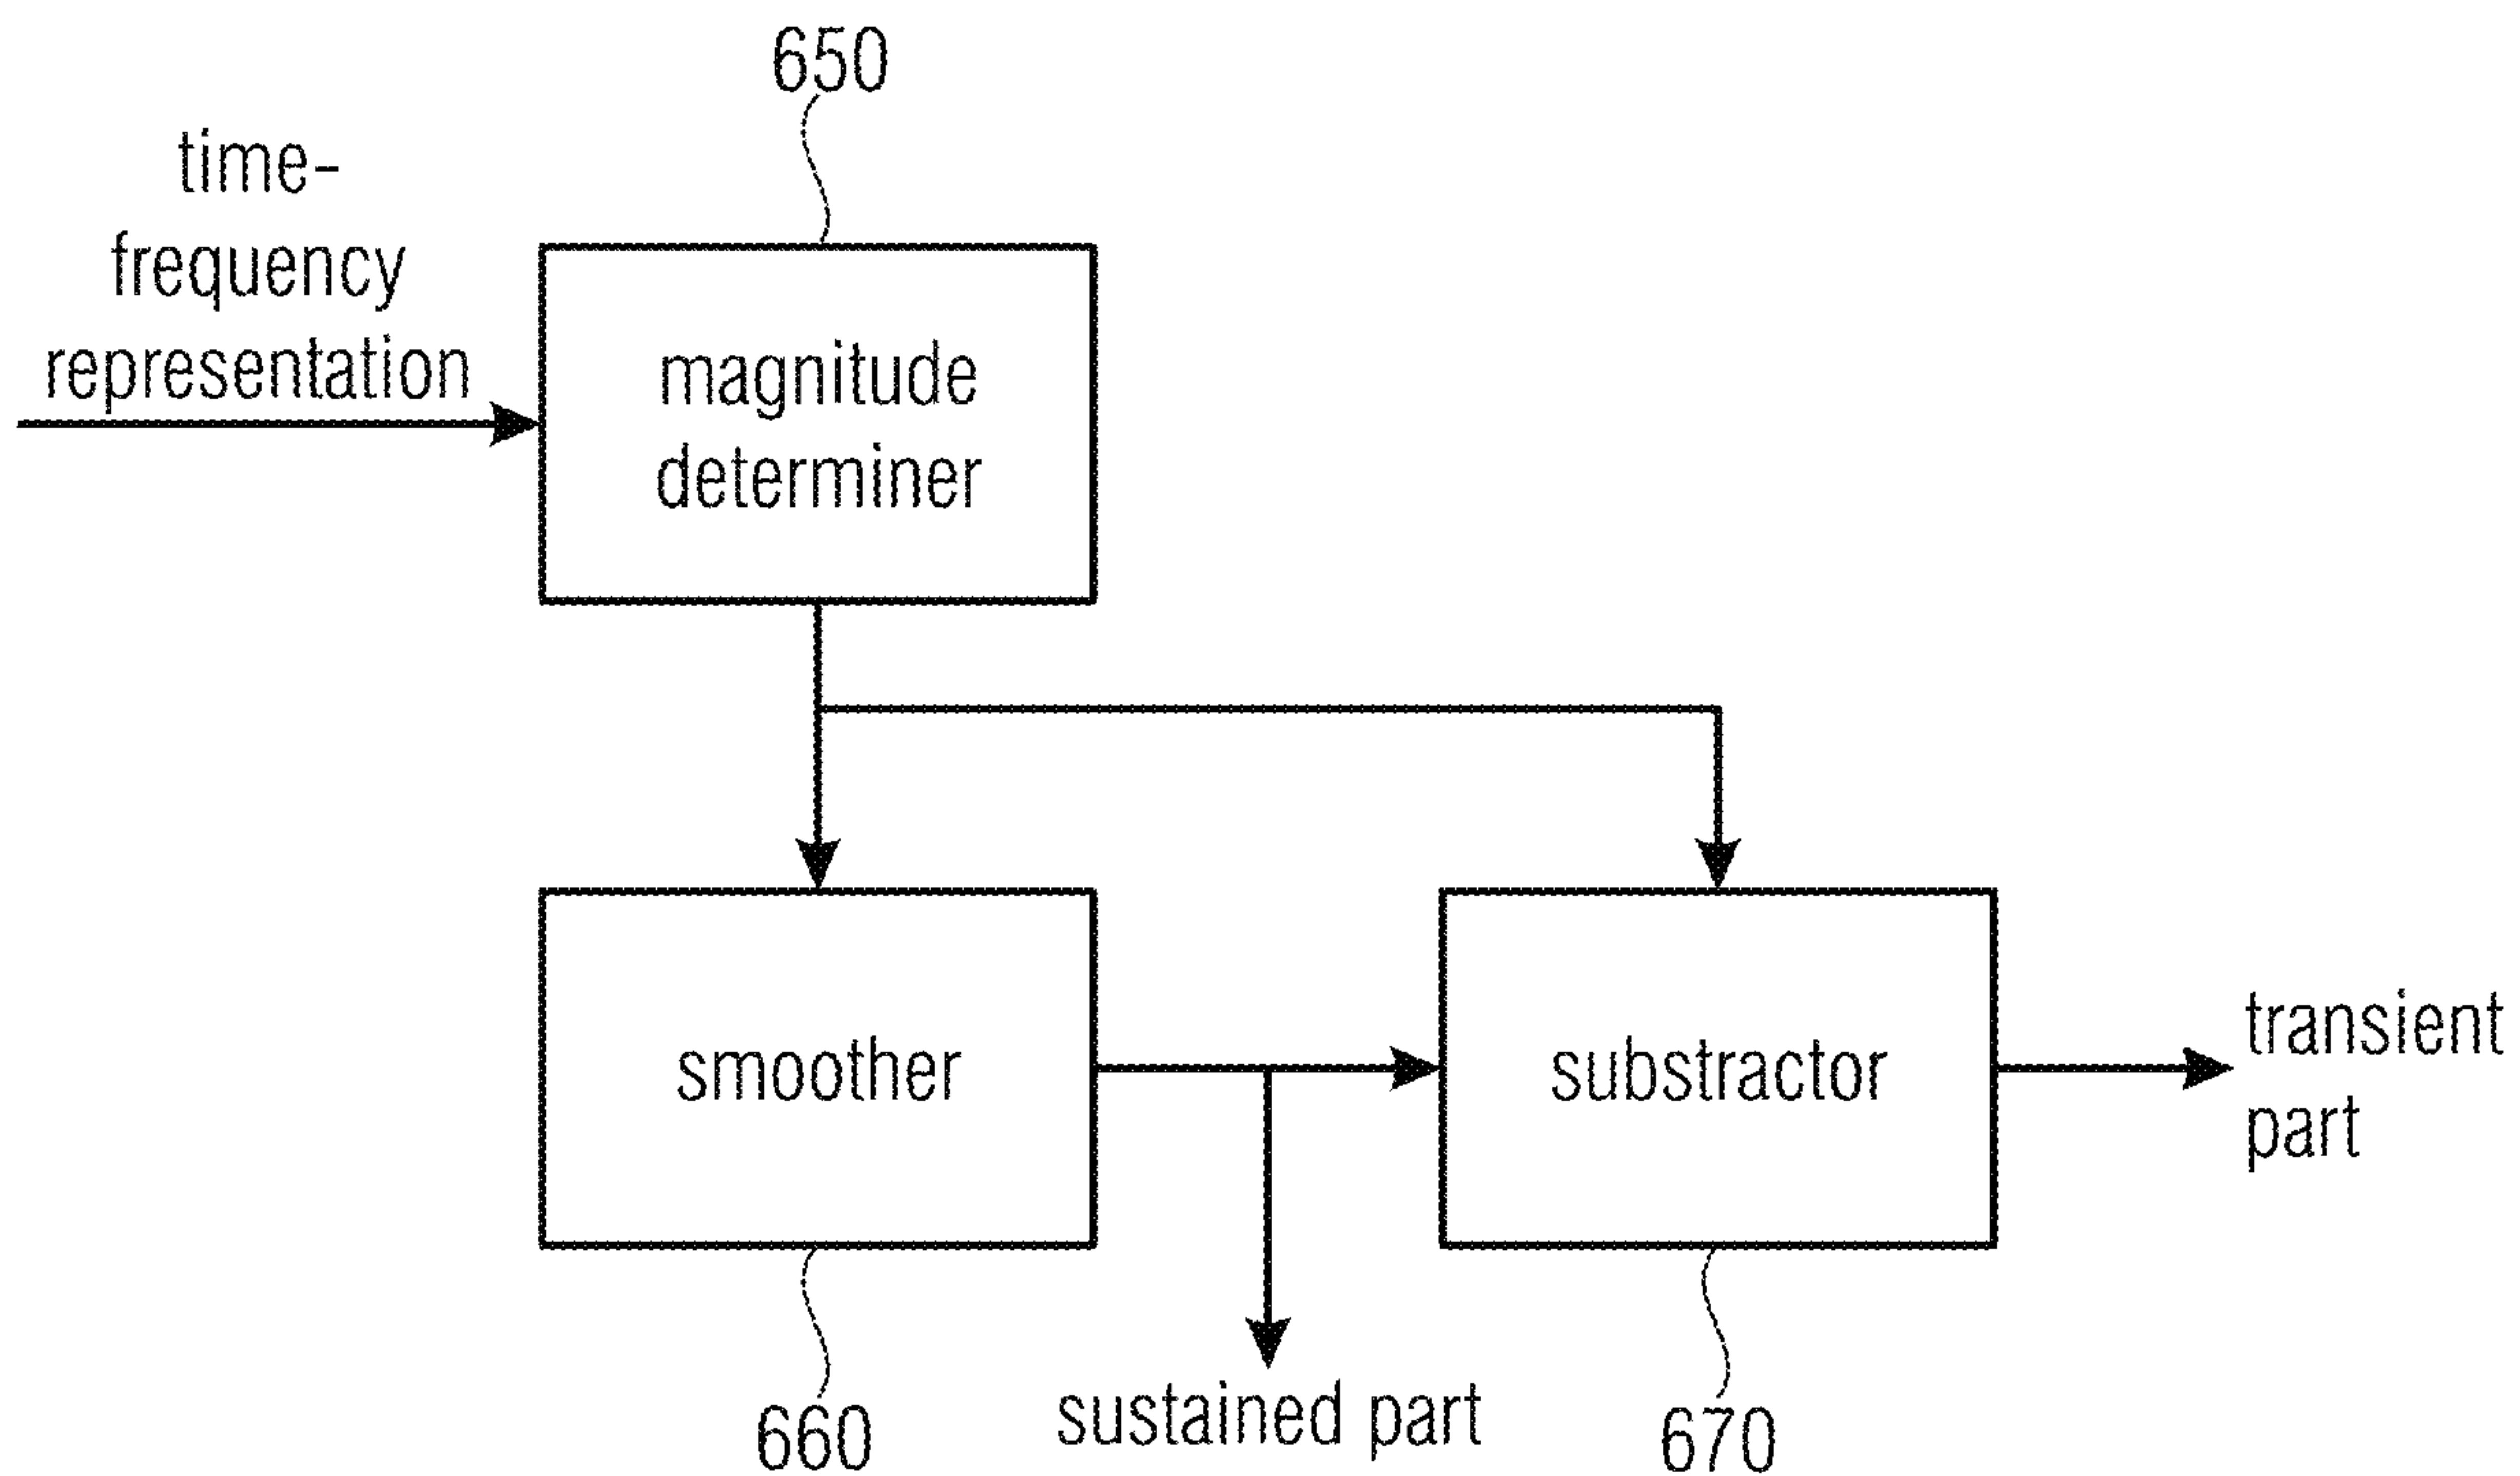 650
time-
frequency
representation
magnitude
determiner
smoother
substractor
transient
part
sustained part
660
670